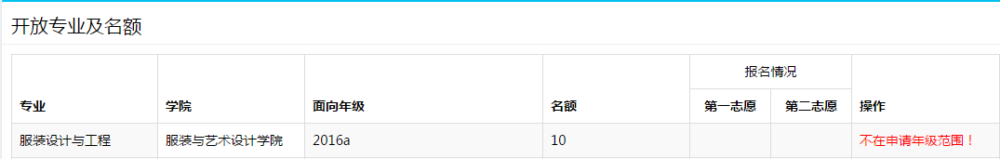 开放专业及名额
报名情况
专业 学院 面向年级 名额 第一志愿 第二志愿 操作
服装设计与工程 服装与艺术设计学院 2016a 10 不在申请年级范围！